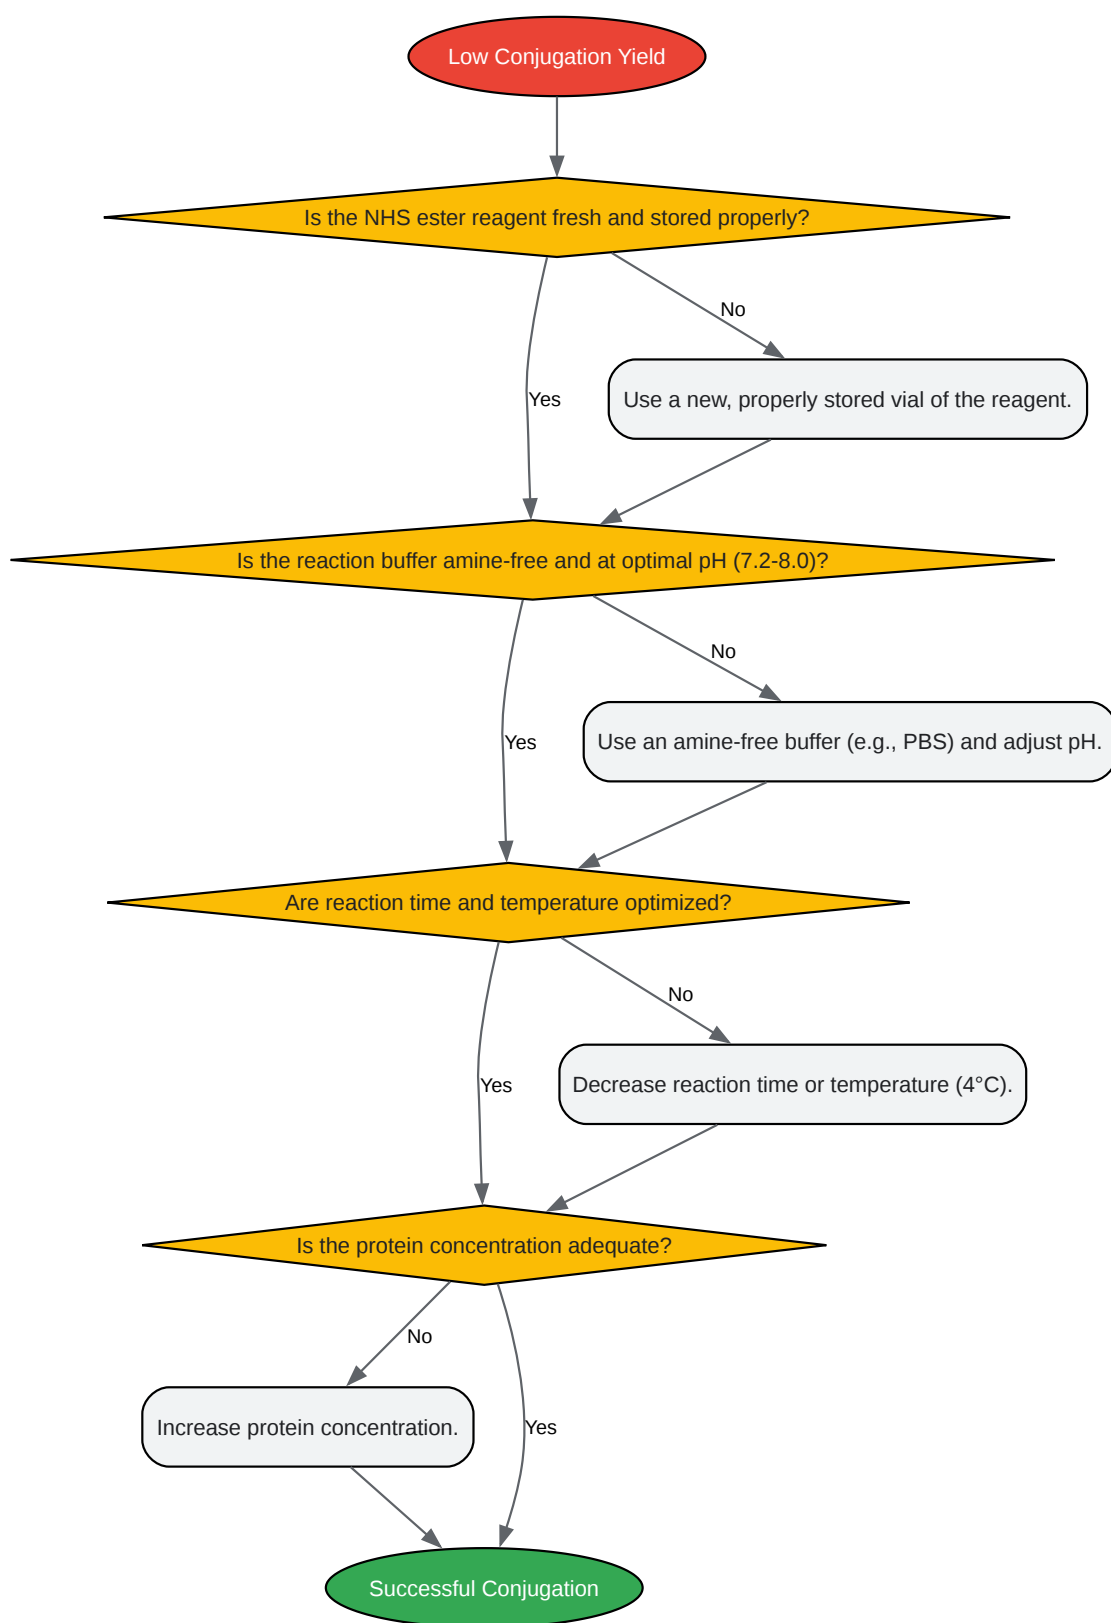 Low Conjugation Yield
Is the NHS ester reagent fresh and stored properly?
No
Yes
Use a new, properly stored vial of the reagent.
Is the reaction buffer amine-free and at optimal pH (7.2-8.0)?
No
Yes
Use an amine-free buffer (e.g., PBS) and adjust pH.
Are reaction time and temperature optimized?
No
Yes
Decrease reaction time or temperature (4°C).
Is the protein concentration adequate?
No
Increase protein concentration.
Yes
Successful Conjugation